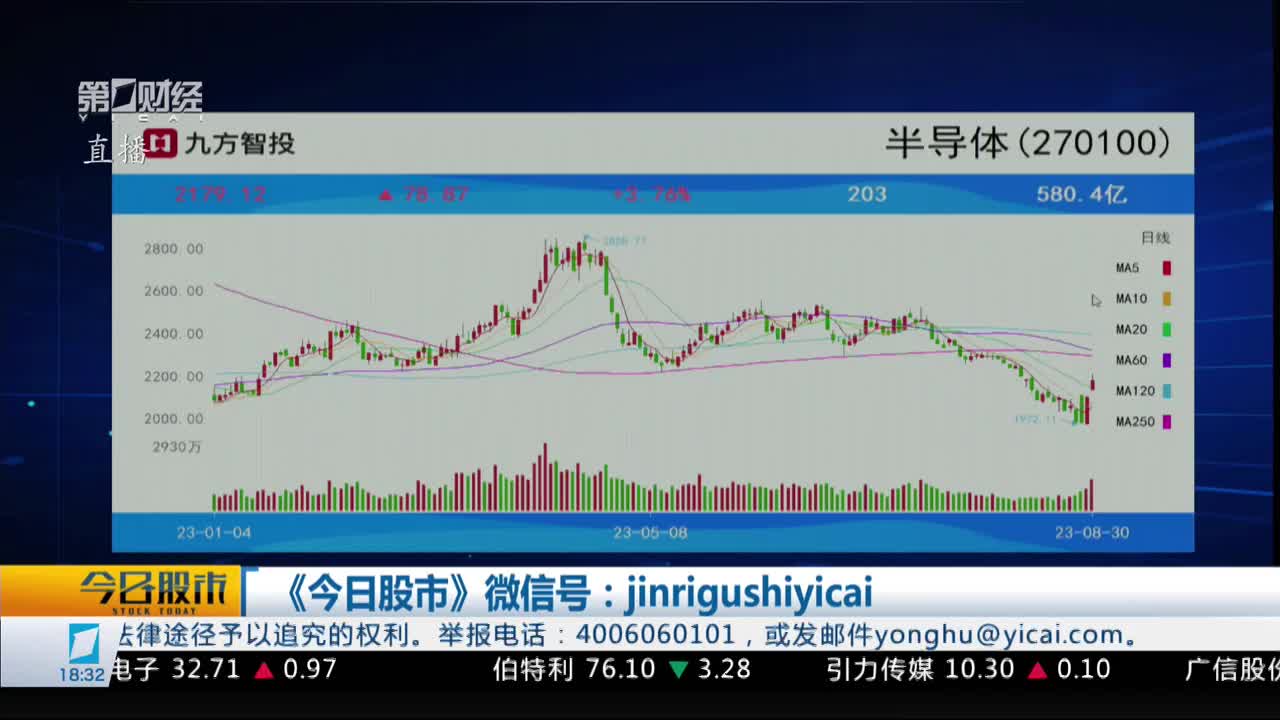 第一财经
YICAI
直播
九方智投
半导体(270100)
2179.12 ▲ 78.87 +3.76% 203 580.4亿
日线
2800.00
2600.00
2400.00
2200.00
2000.00
2930万
MA5
MA10
MA20
MA60
MA120
MA250
1972.11
23-01-04 23-05-08 23-08-30
今日股市
STOCK TODAY
《今日股市》微信号：jinrigushiyicai
法律途径予以追究的权利。举报电话：4006060101，或发邮件yonghu@yicai.com。
18:32
电子 32.71 ▲ 0.97 伯特利 76.10 ▼ 3.28 引力传媒 10.30 ▲ 0.10 广信股份